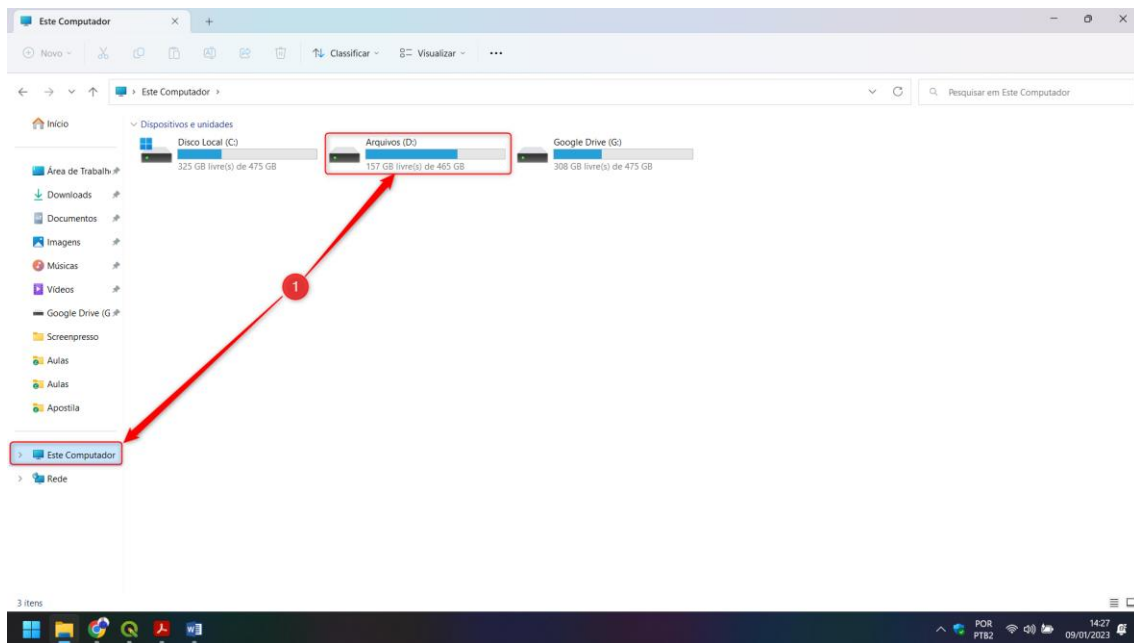 Este Computador
Novo
Classificar
Visualizar
Este Computador
Pesquisar em Este Computador
Início
Área de Trabalh
Downloads
Documentos
Imagens
Músicas
Vídeos
Google Drive (G
Screenpresso
Aulas
Aulas
Apostila
Este Computador
Rede
Dispositivos e unidades
Disco Local (C:)
325 GB livre(s) de 475 GB
Arquivos (D:)
157 GB livre(s) de 465 GB
Google Drive (G:)
308 GB livre(s) de 475 GB
1
3 itens
POR
PTB2
14:27
09/01/2023